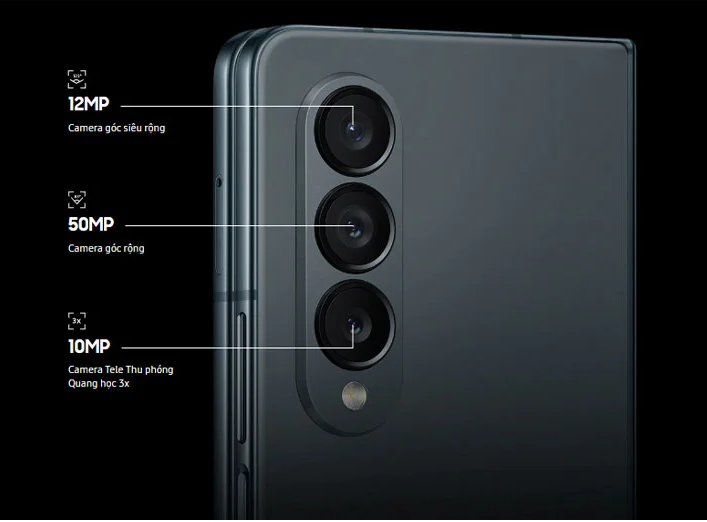 12MP
Camera góc siêu rộng
50MP
Camera góc rộng
3x
10MP
Camera Tele Thu phóng
Quang học 3x